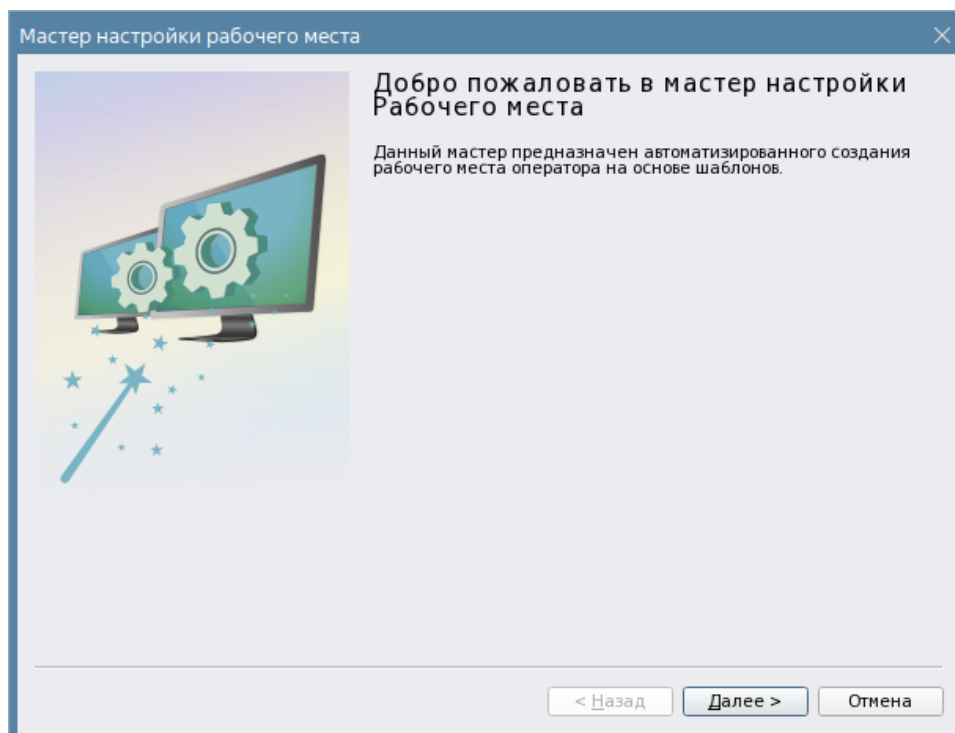 Мастер настройки рабочего места
Добро пожаловать в мастер настройки
Рабочего места
Данный мастер предназначен автоматизированного создания
рабочего места оператора на основе шаблонов.
< Назад
Далее >
Отмена